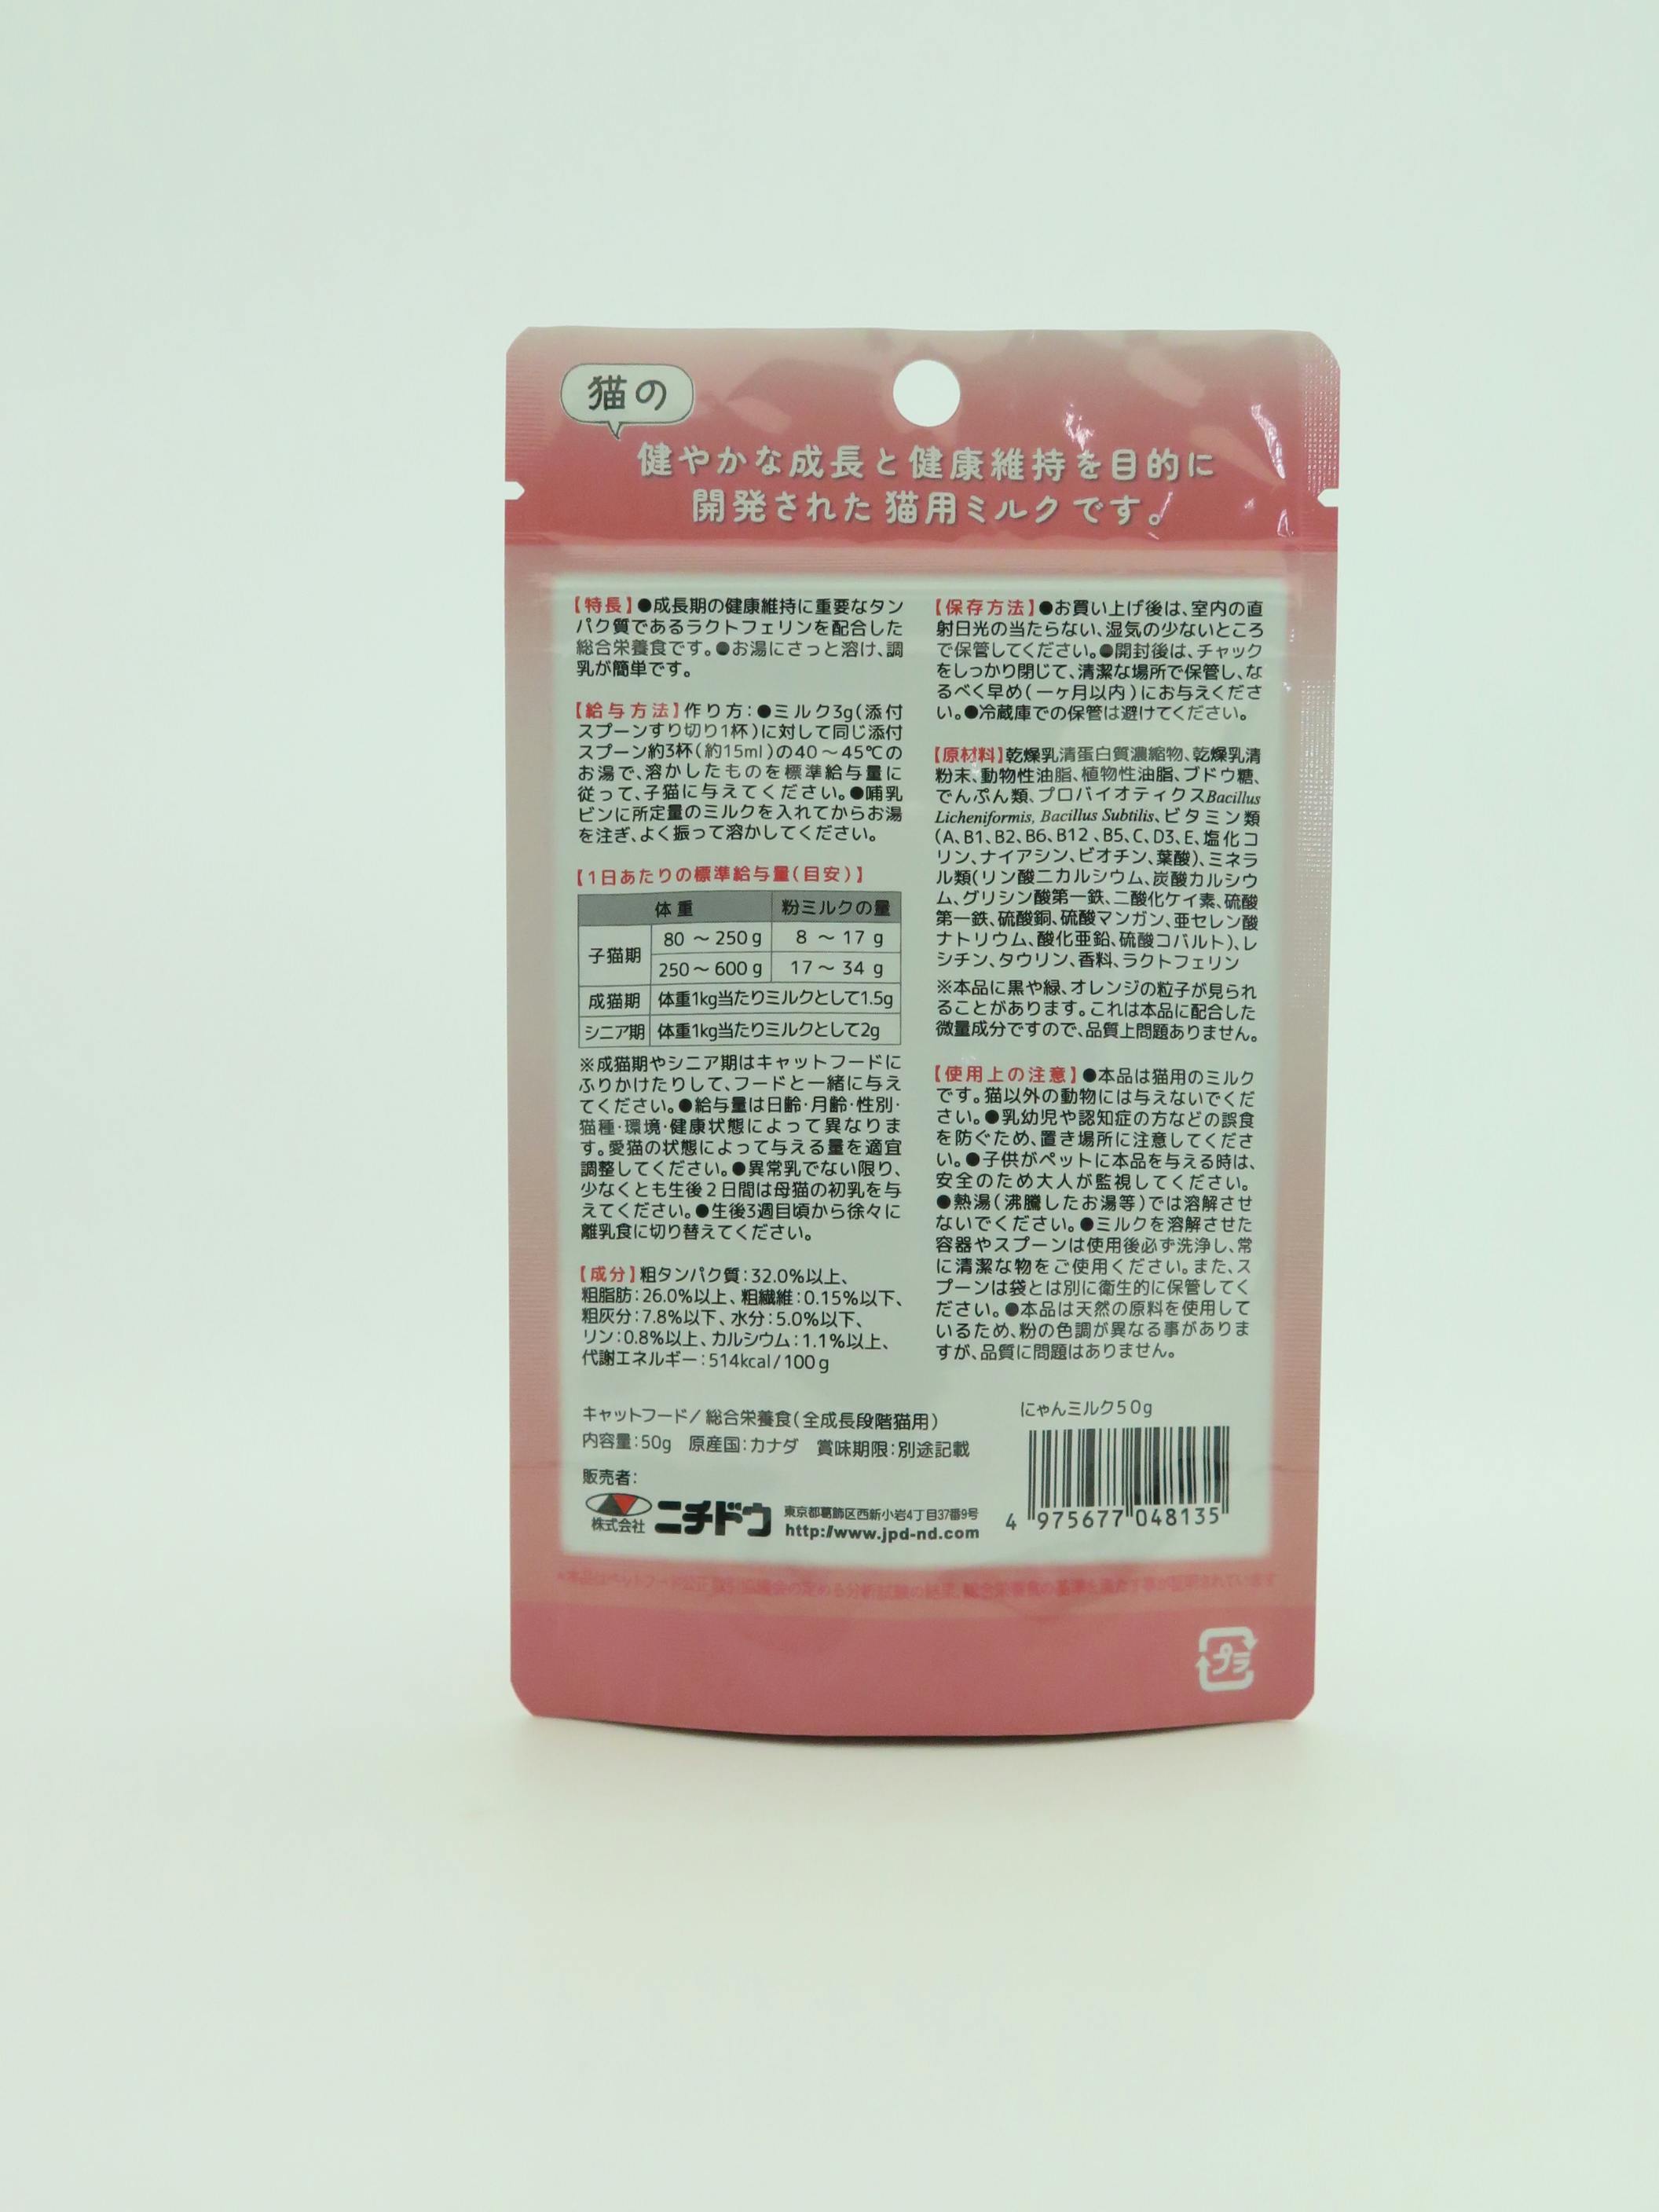 猫の
健やかな成長と健康維持を目的に
開発された猫用ミルクです。
【特長】●成長期の健康維持に重要なタン
パク質であるラクトフェリンを配合した
総合栄養食です。●お湯にさっと溶け、調
乳が簡単です。
【給与方法】作り方：●ミルク3g（添付
スプーンすり切り1杯）に対して同じ添付
スプーン約3杯（約15ml）の40～45℃の
お湯で、溶かしたものを標準給与量に
従って、子猫に与えてください。●哺乳
ビンに所定量のミルクを入れてからお湯
を注ぎ、よく振って溶かしてください。
【1日あたりの標準給与量（目安）】
体重 粉ミルクの量
子猫期 80 ～ 250g 8 ～ 17 g
250～ 600 g 17～ 34 g
成猫期 体重1kg当たりミルクとして1.5g
シニア期 体重1kg当たりミルクとして2g
※成猫期やシニア期はキャットフードに
ふりかけたりして、フードと一緒に与え
てください。●給与量は日齢・月齢・性別・
猫種・環境・健康状態によって異なりま
す。愛猫の状態によって与える量を適宜
調整してください。●異常乳でない限り、
少なくとも生後2日間は母猫の初乳を与
えてください。●生後3週目頃から徐々に
離乳食に切り替えてください。
【成分】粗タンパク質：32.0%以上、
粗脂肪：26.0%以上、粗繊維：0.15%以下、
粗灰分：7.8%以下、水分：5.0%以下、
リン：0.8%以上、カルシウム：1.1%以上、
代謝エネルギー：514kcal/100g
【保存方法】●お買い上げ後は、室内の直
射日光の当たらない、湿気の少ないところ
で保管してください。●開封後は、チャック
をしっかり閉じて、清潔な場所で保管し、な
るべく早め（一ヶ月以内）にお与えくださ
い。●冷蔵庫での保管は避けてください。
【原材料】乾燥乳清蛋白質濃縮物、乾燥乳清
粉末、動物性油脂、植物性油脂、ブドウ糖、
でんぷん類、プロバイオティクスBacillus
Licheniformis, Bacillus Subtilis、ビタミン類
（A、B1、B2、B6、B12、B5、C、D3、E、塩化コ
リン、ナイアシン、ビオチン、葉酸）、ミネラ
ル類（リン酸二カルシウム、炭酸カルシウ
ム、グリシン酸第一鉄、二酸化ケイ素、硫酸
第一鉄、硫酸銅、硫酸マンガン、亜セレン酸
ナトリウム、酸化亜鉛、硫酸コバルト）、レ
シチン、タウリン、香料、ラクトフェリン
※本品に黒や緑、オレンジの粒子が見られ
ることがあります。これは本品に配合した
微量成分ですので、品質上問題ありません。
【使用上の注意】●本品は猫用のミルク
です。猫以外の動物には与えないでくだ
さい。●乳幼児や認知症の方などの誤食
を防ぐため、置き場所に注意してくださ
い。●子供がペットに本品を与える時は、
安全のため大人が監視してください。
●熱湯（沸騰したお湯等）では溶解させ
ないでください。●ミルクを溶解させた
容器やスプーンは使用後必ず洗浄し、常
に清潔な物をご使用ください。また、ス
プーンは袋とは別に衛生的に保管してく
ださい。●本品は天然の原料を使用して
いるため、粉の色調が異なる事がありま
すが、品質に問題はありません。
キャットフード/総合栄養食（全成長段階猫用）
内容量：50g 原産国：カナダ 賞味期限：別途記載
販売者：
株式会社 ニチドウ 東京都葛飾区西新小岩4丁目37番9号
http://www.jpd-nd.com
にゃんミルク50g
4 975677 048135
*本品はペットフード公正取引協議会の定める分析試験の結果、総合栄養食の基準を満たす事が証明されています
プラ